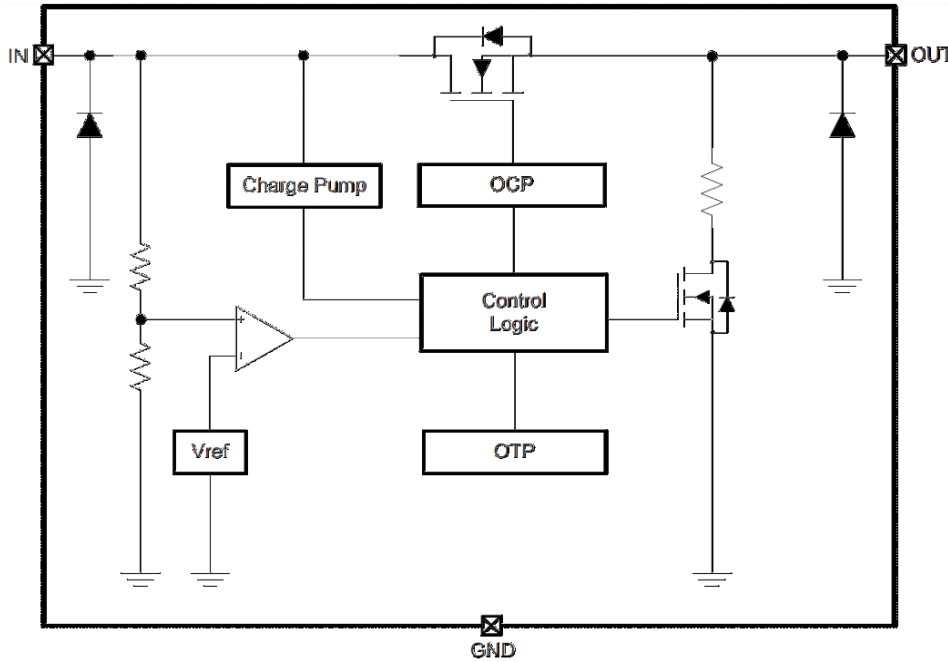 IN
OUT
Charge Pump
OCP
Control
Logic
+
-
Vref
OTP
GND